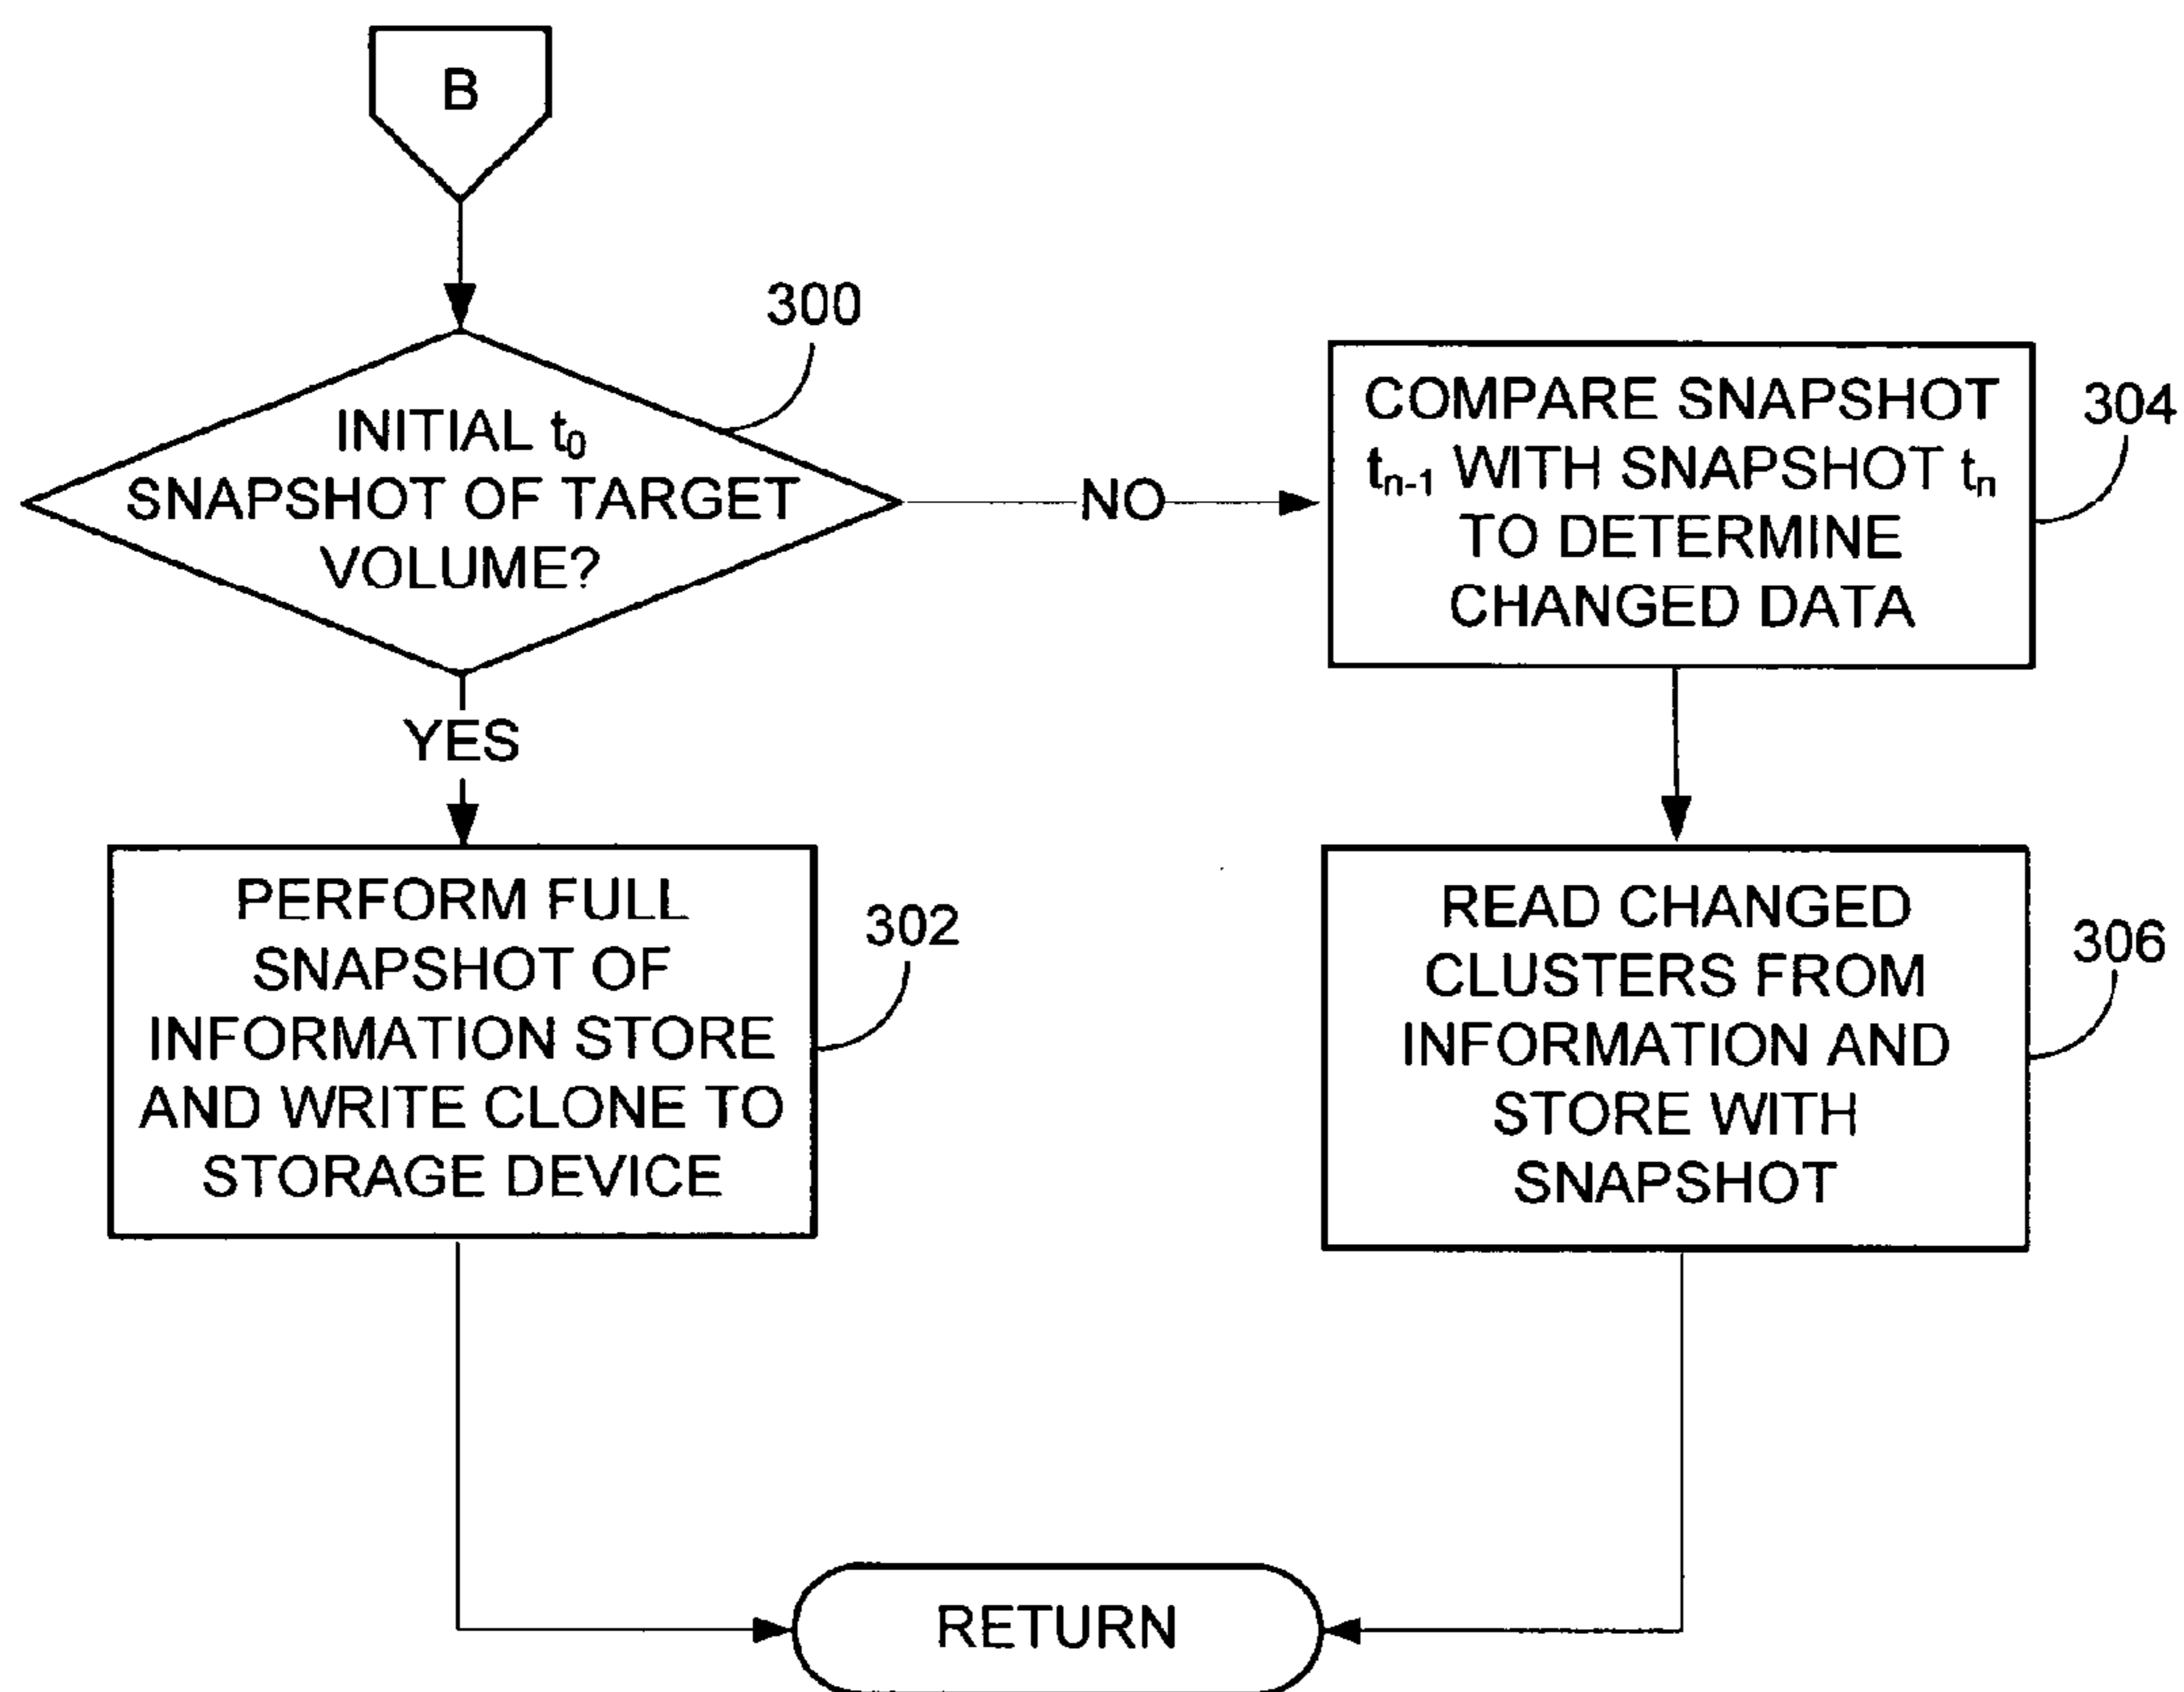 B
300
INITIAL t0
SNAPSHOT OF TARGET
VOLUME?
NO
COMPARE SNAPSHOT
tn-1 WITH SNAPSHOT tn
TO DETERMINE
CHANGED DATA
304
YES
PERFORM FULL
SNAPSHOT OF
INFORMATION STORE
AND WRITE CLONE TO
STORAGE DEVICE
302
READ CHANGED
CLUSTERS FROM
INFORMATION AND
STORE WITH
SNAPSHOT
306
RETURN